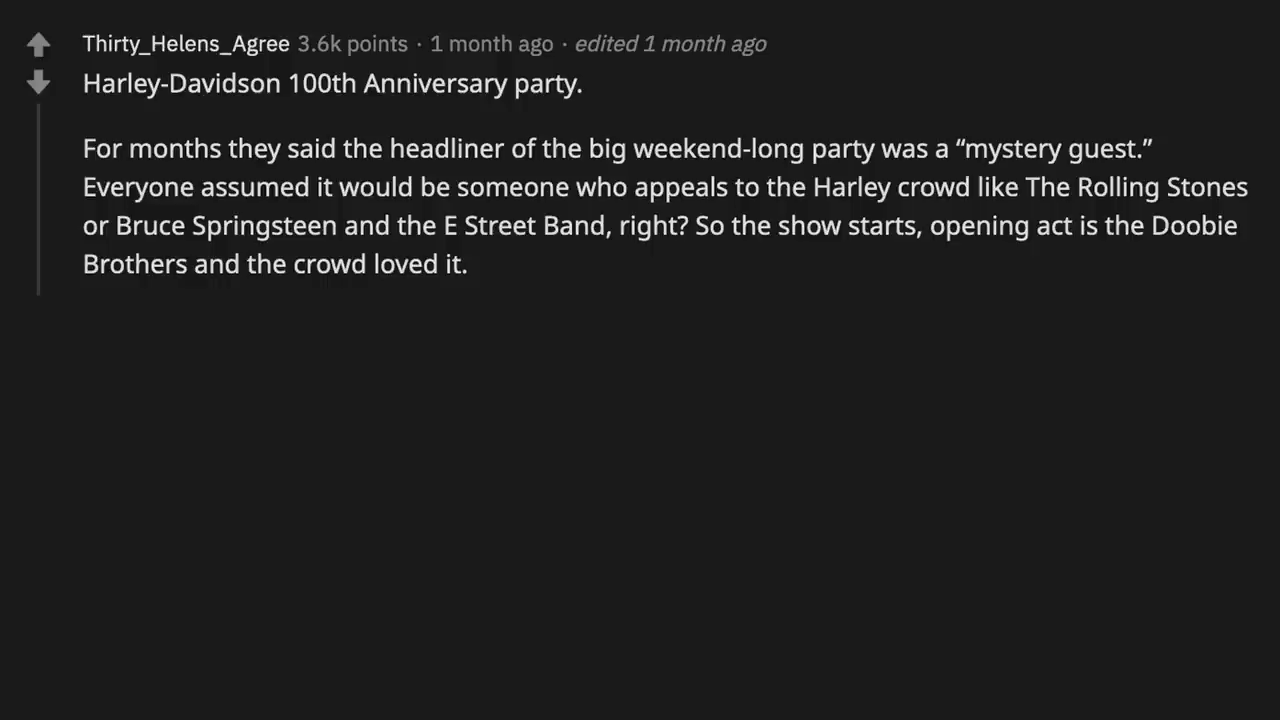 Thirty_Helens_Agree 3.6k points · 1 month ago · edited 1 month ago
Harley-Davidson 100th Anniversary party.
For months they said the headliner of the big weekend-long party was a “mystery guest.”
Everyone assumed it would be someone who appeals to the Harley crowd like The Rolling Stones
or Bruce Springsteen and the E Street Band, right? So the show starts, opening act is the Doobie
Brothers and the crowd loved it.